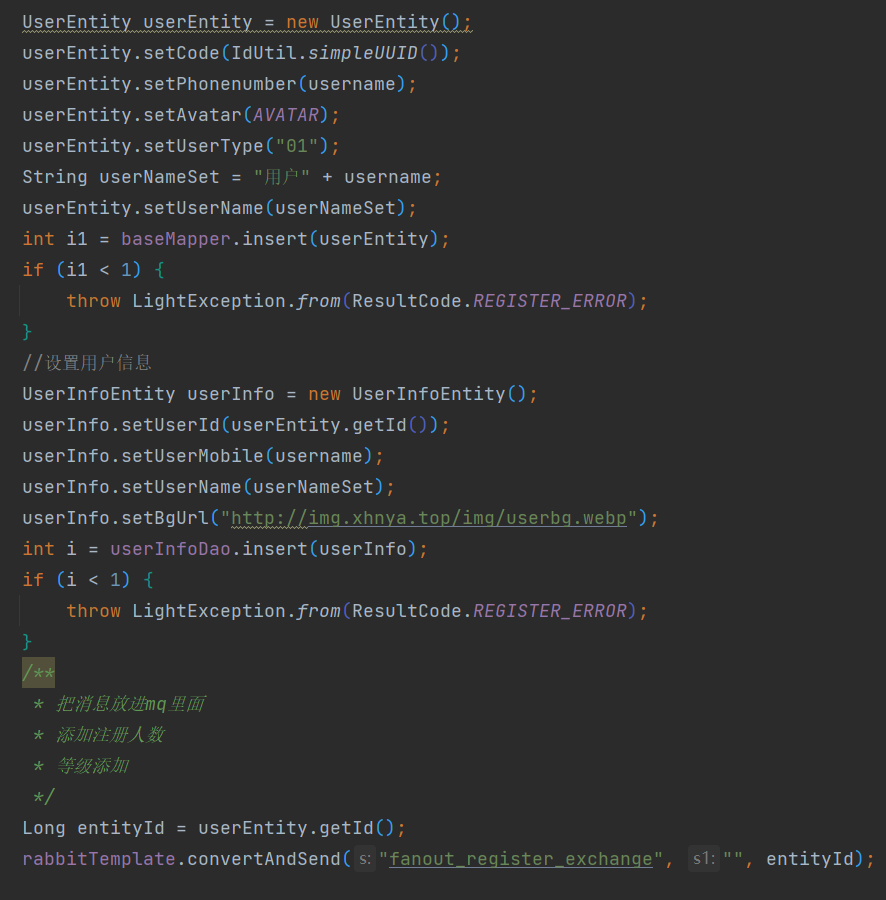 UserEntity userEntity = new UserEntity();
userEntity.setCode(IdUtil.simpleUUID());
userEntity.setPhonenumber(username);
userEntity.setAvatar(AVATAR);
userEntity.setUserType("01");
String userNameSet = "用户" + username;
userEntity.setUserName(userNameSet);
int i1 = baseMapper.insert(userEntity);
if (i1 < 1) {
    throw LightException.from(ResultCode.REGISTER_ERROR);
}
//设置用户信息
UserInfoEntity userInfo = new UserInfoEntity();
userInfo.setUserId(userEntity.getId());
userInfo.setUserMobile(username);
userInfo.setUserName(userNameSet);
userInfo.setBgUrl("http://img.xhnya.top/img/userbg.webp");
int i = userInfoDao.insert(userInfo);
if (i < 1) {
    throw LightException.from(ResultCode.REGISTER_ERROR);
}
/**
 * 把消息放进mq里面
 * 添加注册人数
 * 等级添加
 */
Long entityId = userEntity.getId();
rabbitTemplate.convertAndSend( s: "fanout_register_exchange", s1: "", entityId);